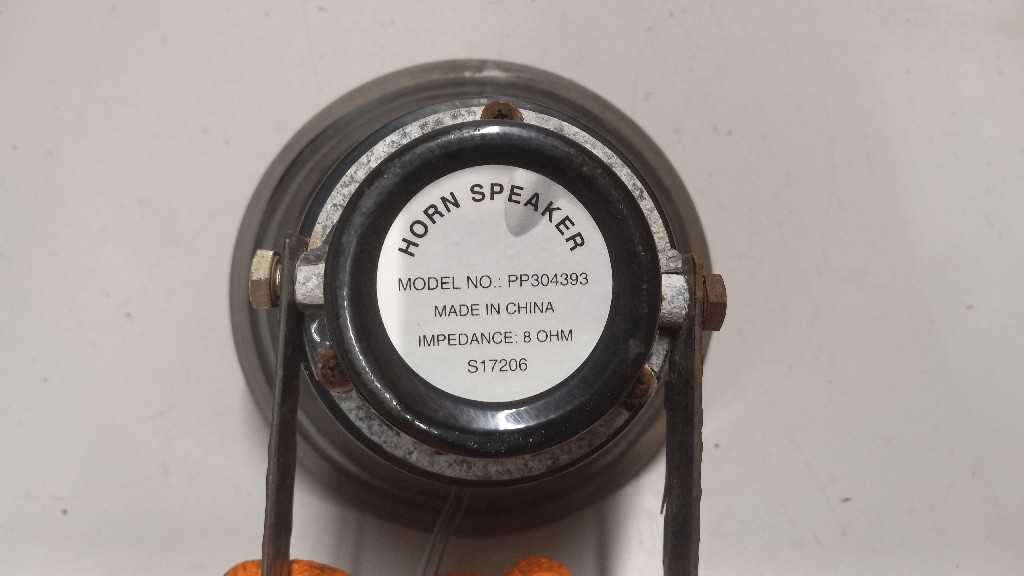 HORN SPEAKER
MODEL NO.: PP304393
MADE IN CHINA
IMPEDANCE: 8 OHM
S17206